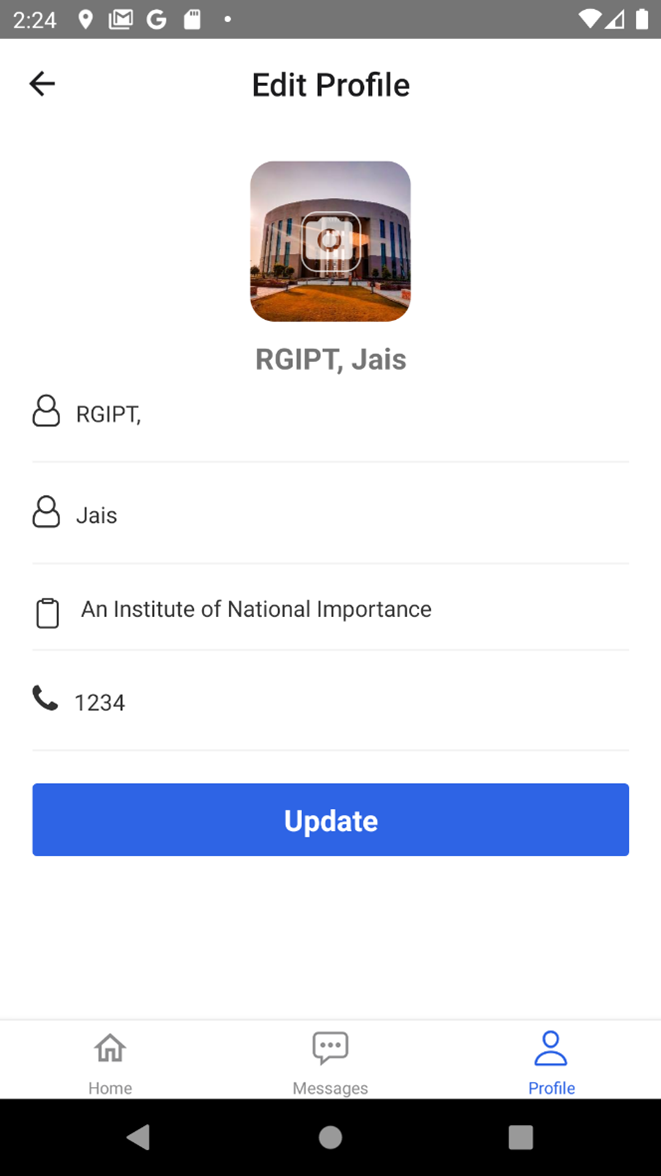 2:24
Edit Profile
RGIPT, Jais
RGIPT,
Jais
An Institute of National Importance
1234
Update
Home
Messages
Profile